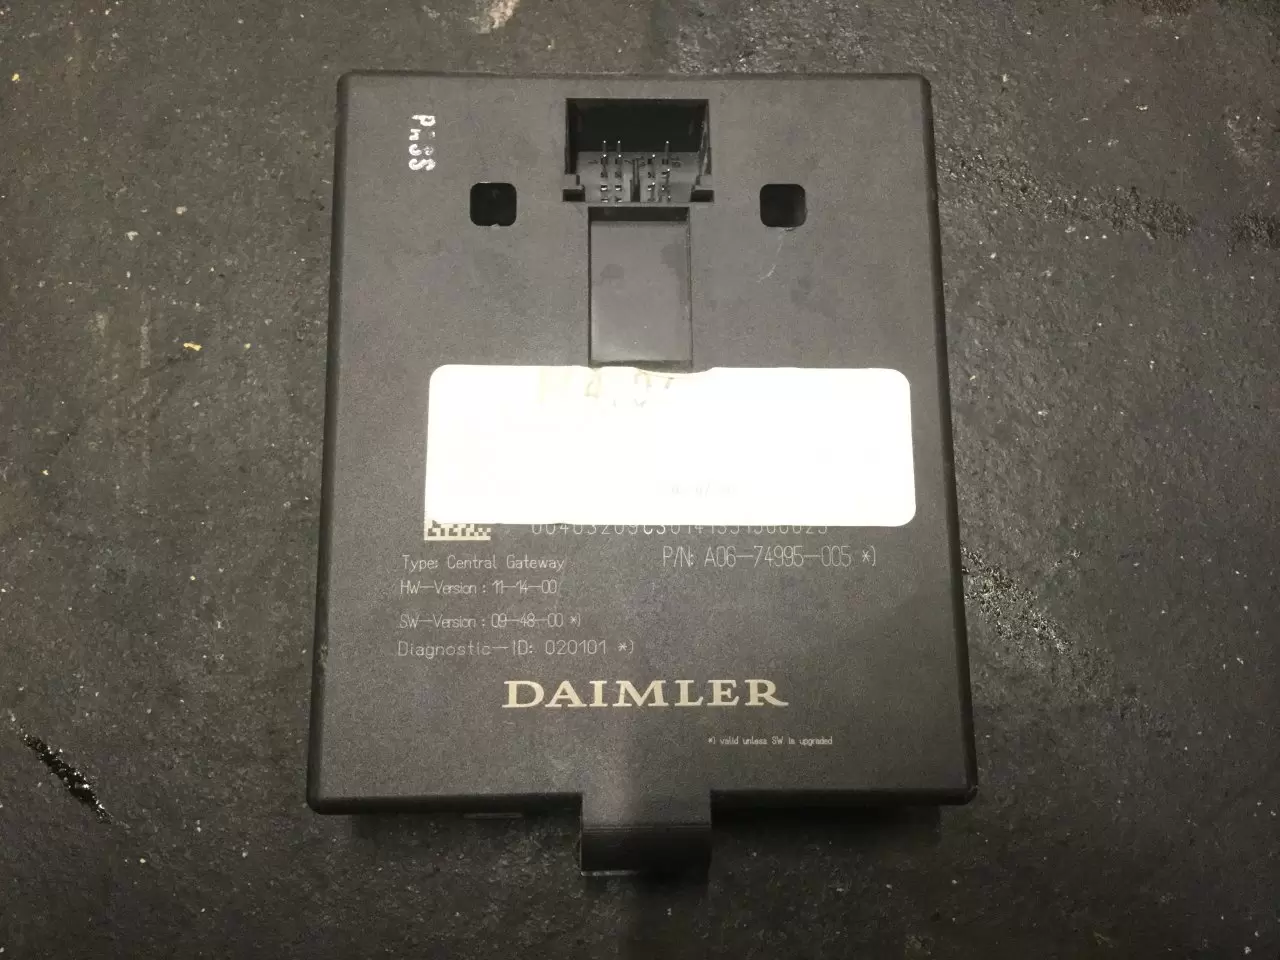 PASS
Type: Central Gateway
P/N: A06-74995-005 *)
HW-Version : 11-14-00
SW-Version : 09-48-00 *)
Diagnostic-ID: 020101 *)
DAIMLER
*) valid unless SW is upgraded